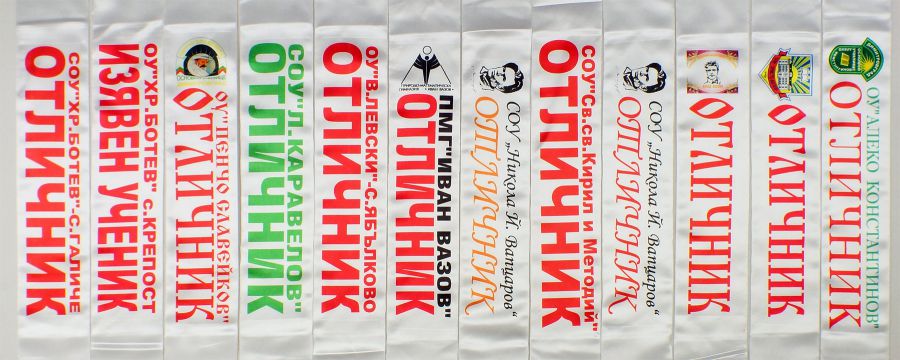 СОУ"ХР.БОТЕВ"-С.ГАЛИЧЕ
ОТЛИЧНИК
ОУ"ХР.БОТЕВ" с.КРЕПОСТ
ИЗЯВЕН УЧЕНИК
ОУ"ПЕНЧО СЛАВЕЙКОВ"
ОТЛИЧНИК
СОУ"Л.КАРАВЕЛОВ"
ОТЛИЧНИК
ОУ"В.ЛЕВСКИ"-С.ЯБЪЛКОВО
ОТЛИЧНИК
ПМГ"ИВАН ВАЗОВ"
ОТЛИЧНИК
СОУ „Никола Й. Вапцаров“
ОТЛИЧНИК
СОУ"Св.св.Кирил и Методий"
ОТЛИЧНИК
СОУ „Никола Й. Вапцаров“
ОТЛИЧНИК
ОТЛИЧНИК
ОТЛИЧНИК
ОУ"АЛЕКО КОНСТАНТИНОВ"
ОТЛИЧНИК